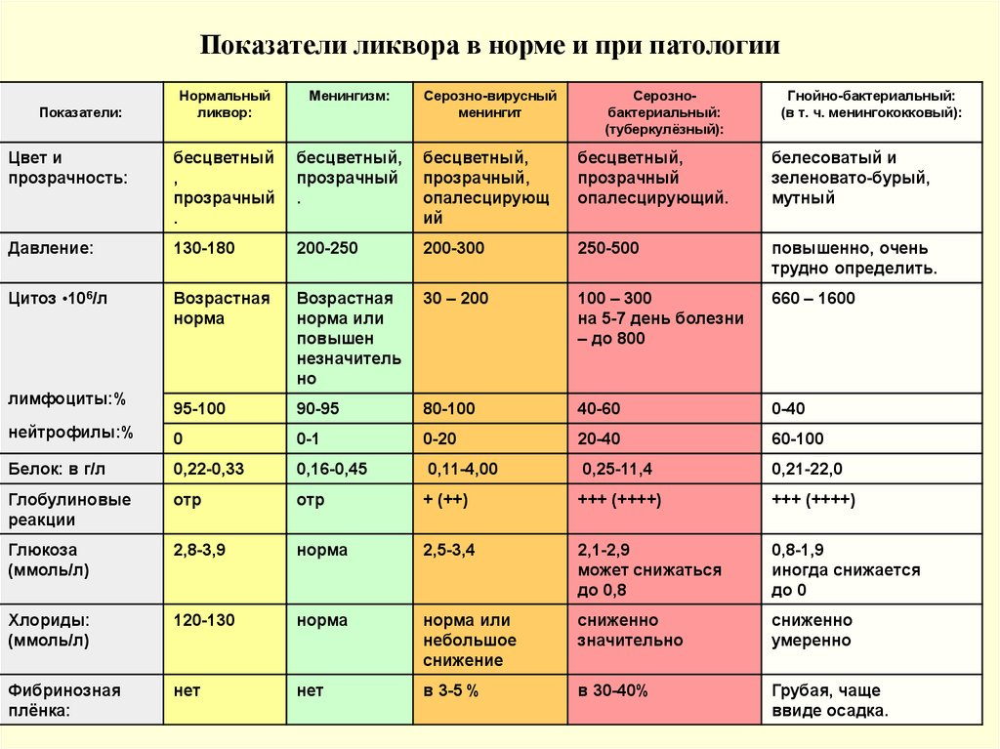 Показатели ликвора в норме и при патологии
Показатели:
Нормальный
ликвор:
Менингизм:
Серозно-вирусный
менингит
Серозно-
бактериальный:
(туберкулёзный):
Гнойно-бактериальный:
(в т. ч. менингококковый):
Цвет и
прозрачность:
бесцветный
,
прозрачный
.
бесцветный,
прозрачный
.
бесцветный,
прозрачный,
опалесцирующ
ий
бесцветный,
прозрачный
опалесцирующий.
белесоватый и
зеленовато-бурый,
мутный
Давление:
130-180
200-250
200-300
250-500
повышенно, очень
трудно определить.
Цитоз •10⁶/л
Возрастная
норма
Возрастная
норма или
повышен
незначитель
но
30 – 200
100 – 300
на 5-7 день болезни
– до 800
660 – 1600
лимфоциты:%
95-100
90-95
80-100
40-60
0-40
нейтрофилы:%
0
0-1
0-20
20-40
60-100
Белок: в г/л
0,22-0,33
0,16-0,45
0,11-4,00
0,25-11,4
0,21-22,0
Глобулиновые
реакции
отр
отр
+ (++)
+++ (++++)
+++ (++++)
Глюкоза
(ммоль/л)
2,8-3,9
норма
2,5-3,4
2,1-2,9
может снижаться
до 0,8
0,8-1,9
иногда снижается
до 0
Хлориды:
(ммоль/л)
120-130
норма
норма или
небольшое
снижение
сниженно
значительно
сниженно
умеренно
Фибринозная
плёнка:
нет
нет
в 3-5 %
в 30-40%
Грубая, чаще
ввиде осадка.